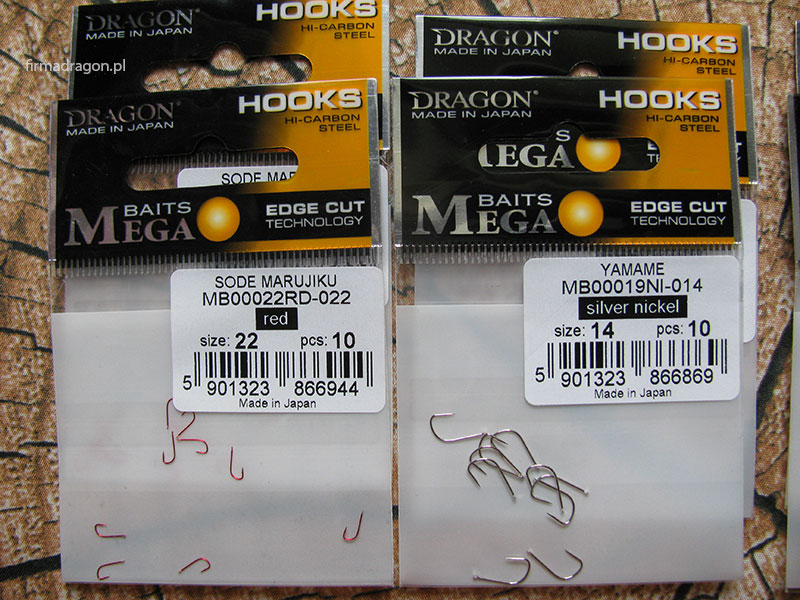 DRAGON®
MADE IN JAPAN
HOOKS
HI-CARBON
STEEL
firmadragon.pl
DRAGON®
MADE IN JAPAN
HOOKS
HI-CARBON
STEEL
SODE MAR
MEGA
BAITS
EDGE CUT
TECHNOLOGY
SODE MARUJIKU
MB00022RD-022
red
size: 22 pcs: 10
5 901323 866944
Made in Japan
DRAGON®
MADE IN JAPAN
HOOKS
HI-CARBON
STEEL
DRAGON®
MADE IN JAPAN
HOOKS
HI-CARBON
STEEL
S
EGA
MEGA
BAITS
EDGE CUT
TECHNOLOGY
YAMAME
MB00019NI-014
silver nickel
size: 14 pcs: 10
5 901323 866869
Made in Japan